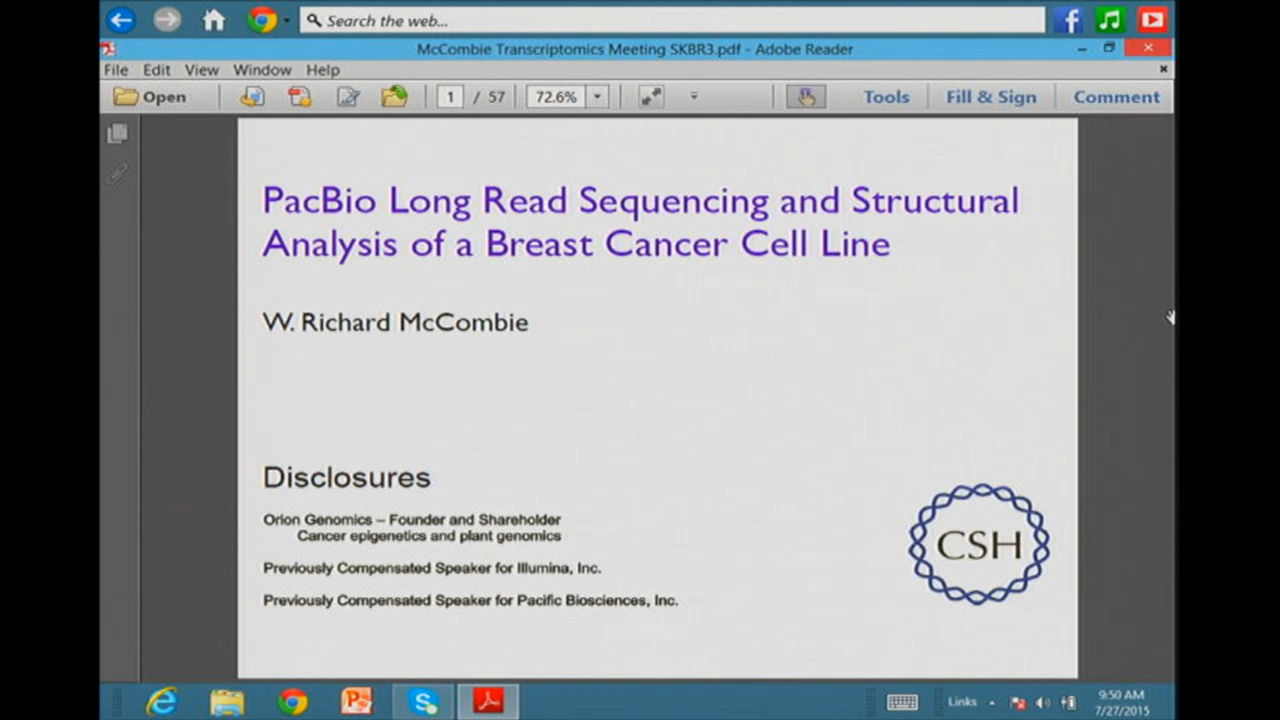 Search the web...
McCombie Transcriptomics Meeting SKBR3.pdf - Adobe Reader
File Edit View Window Help
Open 1 / 57 72.6% Tools Fill & Sign Comment
PacBio Long Read Sequencing and Structural
Analysis of a Breast Cancer Cell Line
W. Richard McCombie
Disclosures
Orion Genomics – Founder and Shareholder
Cancer epigenetics and plant genomics
Previously Compensated Speaker for Illumina, Inc.
Previously Compensated Speaker for Pacific Biosciences, Inc.
CSH
Links
9:50 AM
7/27/2015